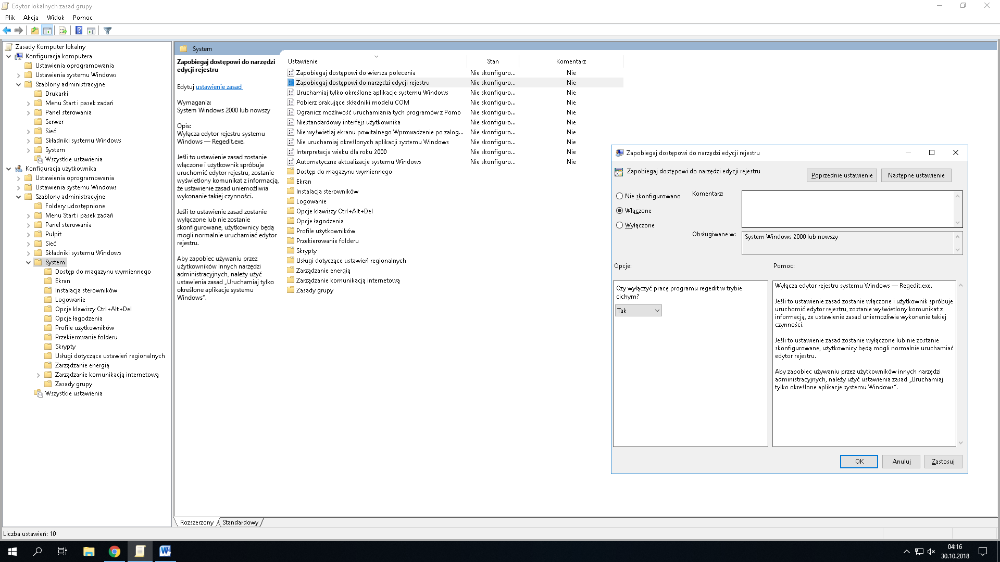 Edytor lokalnych zasad grupy
Plik Akcja Widok Pomoc
Zasady Komputer lokalny
Konfiguracja komputera
Ustawienia oprogramowania
Ustawienia systemu Windows
Szablony administracyjne
Drukarki
Menu Start i pasek zadań
Panel sterowania
Serwer
Sieć
Składniki systemu Windows
System
Wszystkie ustawienia
Konfiguracja użytkownika
Ustawienia oprogramowania
Ustawienia systemu Windows
Szablony administracyjne
Foldery udostępnione
Menu Start i pasek zadań
Panel sterowania
Pulpit
Sieć
Składniki systemu Windows
System
Dostęp do magazynu wymiennego
Ekran
Instalacja sterowników
Logowanie
Opcje klawiszy Ctrl+Alt+Del
Opcje łagodzenia
Profile użytkowników
Przekierowanie folderu
Skrypty
Usługi dotyczące ustawień regionalnych
Zarządzanie energią
Zarządzanie komunikacją internetową
Zasady grupy
Wszystkie ustawienia
System
Zapobiegaj dostępowi do narzędzi
edycji rejestru
Edytuj ustawienie zasad
Wymagania:
System Windows 2000 lub nowszy
Opis:
Wyłącza edytor rejestru systemu
Windows — Regedit.exe.
Jeśli to ustawienie zasad zostanie
włączone i użytkownik spróbuje
uruchomić edytor rejestru, zostanie
wyświetlony komunikat z informacją,
że ustawienie zasad uniemożliwia
wykonanie takiej czynności.
Jeśli to ustawienie zasad zostanie
wyłączone lub nie zostanie
skonfigurowane, użytkownicy będą
mogli normalnie uruchamiać edytor
rejestru.
Aby zapobiec używaniu przez
użytkowników innych narzędzi
administracyjnych, należy użyć
ustawienia zasad „Uruchamiaj tylko
określone aplikacje systemu
Windows”.
Ustawienie Stan Komentarz
Zapobiegaj dostępowi do wiersza polecenia Nie skonfiguro... Nie
Zapobiegaj dostępowi do narzędzi edycji rejestru Nie skonfiguro... Nie
Uruchamiaj tylko określone aplikacje systemu Windows Nie skonfiguro... Nie
Pobierz brakujące składniki modelu COM Nie skonfiguro... Nie
Ogranicz możliwość uruchamiania tych programów z Pomo Nie skonfiguro... Nie
Niestandardowy interfejs użytkownika Nie skonfiguro... Nie
Nie wyświetlaj ekranu powitalnego Wprowadzenie po zalog... Nie skonfiguro... Nie
Nie uruchamiaj określonych aplikacji systemu Windows Nie skonfiguro... Nie
Interpretacja wieku dla roku 2000 Nie skonfiguro... Nie
Automatyczne aktualizacje systemu Windows Nie skonfiguro... Nie
Dostęp do magazynu wymiennego
Ekran
Instalacja sterowników
Logowanie
Opcje klawiszy Ctrl+Alt+Del
Opcje łagodzenia
Profile użytkowników
Przekierowanie folderu
Skrypty
Usługi dotyczące ustawień regionalnych
Zarządzanie energią
Zarządzanie komunikacją internetową
Zasady grupy
Zapobiegaj dostępowi do narzędzi edycji rejestru
Zapobiegaj dostępowi do narzędzi edycji rejestru
Poprzednie ustawienie Następne ustawienie
Nie skonfigurowano
Włączone
Wyłączone
Komentarz:
Obsługiwane w:
System Windows 2000 lub nowszy
Opcje:
Pomoc:
Czy wyłączyć pracę programu regedit w trybie
cichym?
Tak
Wyłącza edytor rejestru systemu Windows — Regedit.exe.
Jeśli to ustawienie zasad zostanie włączone i użytkownik spróbuje
uruchomić edytor rejestru, zostanie wyświetlony komunikat z
informacją, że ustawienie zasad uniemożliwia wykonanie takiej
czynności.
Jeśli to ustawienie zasad zostanie wyłączone lub nie zostanie
skonfigurowane, użytkownicy będą mogli normalnie uruchamiać
edytor rejestru.
Aby zapobiec używaniu przez użytkowników innych narzędzi
administracyjnych, należy użyć ustawienia zasad „Uruchamiaj
tylko określone aplikacje systemu Windows”.
OK Anuluj Zastosuj
Rozszerzony Standardowy
Liczba ustawień: 10
04:16
30.10.2018